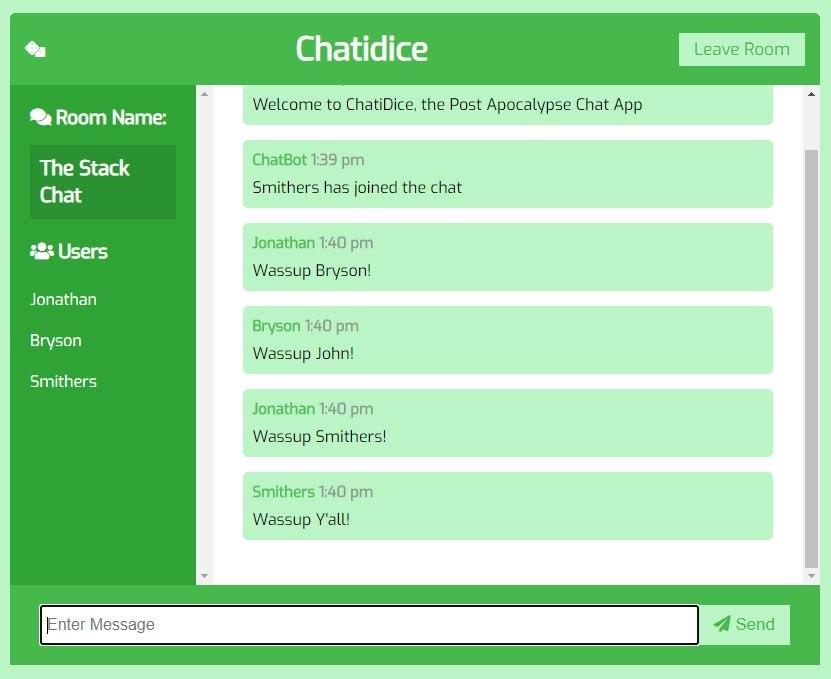 Chatidice
Leave Room
Room Name:
The Stack
Chat
Users
Jonathan
Bryson
Smithers
Welcome to ChatiDice, the Post Apocalypse Chat App
ChatBot 1:39 pm
Smithers has joined the chat
Jonathan 1:40 pm
Wassup Bryson!
Bryson 1:40 pm
Wassup John!
Jonathan 1:40 pm
Wassup Smithers!
Smithers 1:40 pm
Wassup Y'all!
Enter Message
Send